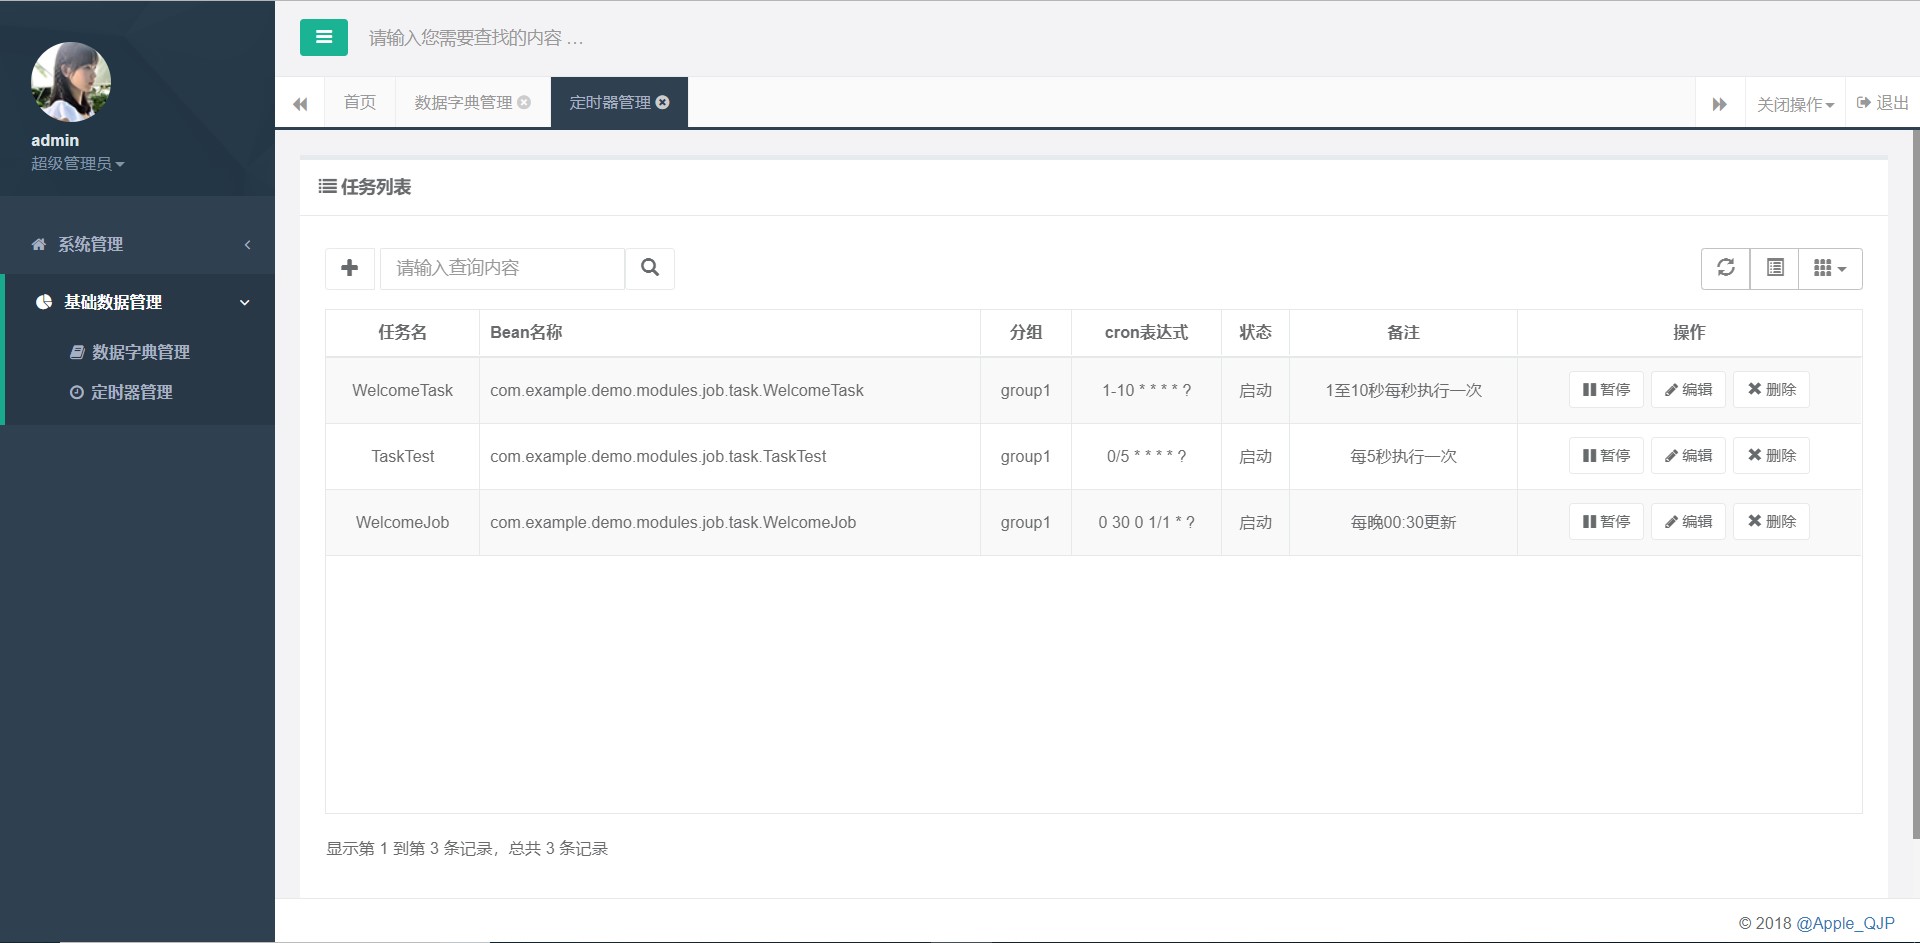 请输入您需要查找的内容 …
首页 数据字典管理 定时器管理 关闭操作 退出
admin
超级管理员
系统管理
基础数据管理
数据字典管理
定时器管理
任务列表
请输入查询内容
任务名 Bean名称 分组 cron表达式 状态 备注 操作
WelcomeTask com.example.demo.modules.job.task.WelcomeTask group1 1-10 * * * * ? 启动 1至10秒每秒执行一次 暂停 编辑 删除
TaskTest com.example.demo.modules.job.task.TaskTest group1 0/5 * * * * ? 启动 每5秒执行一次 暂停 编辑 删除
WelcomeJob com.example.demo.modules.job.task.WelcomeJob group1 0 30 0 1/1 * ? 启动 每晚00:30更新 暂停 编辑 删除
显示第 1 到第 3 条记录，总共 3 条记录
© 2018 @Apple_QJP